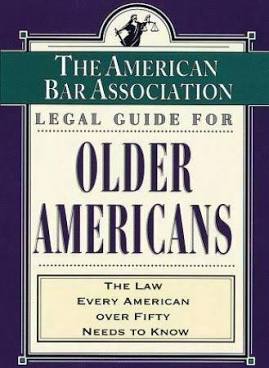 THE AMERICAN
BAR ASSOCIATION
LEGAL GUIDE FOR
OLDER
AMERICANS
THE LAW
EVERY AMERICAN
OVER FIFTY
NEEDS TO KNOW